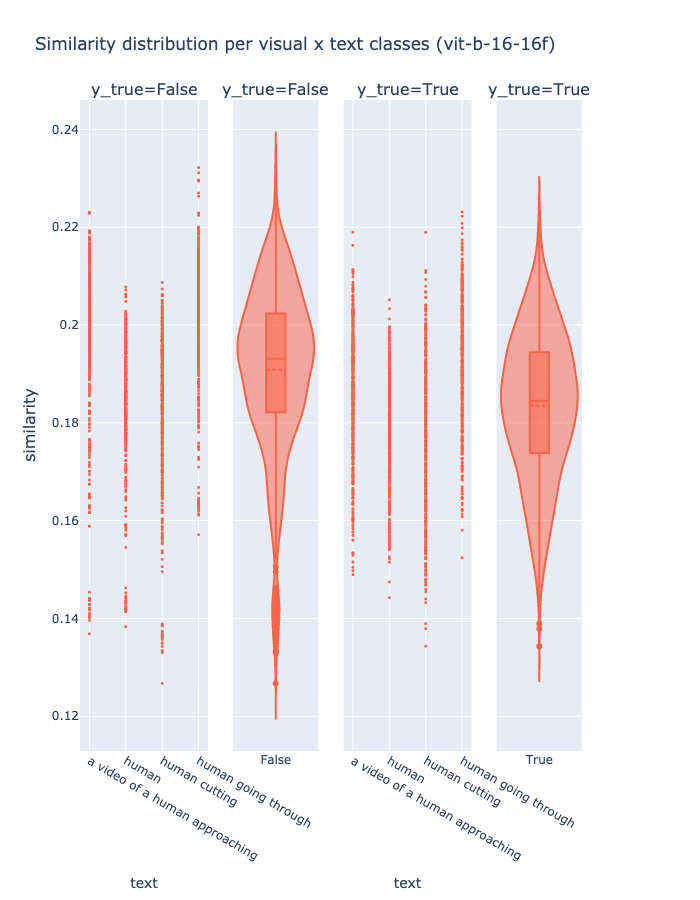 Similarity distribution per visual x text classes (vit-b-16-16f)
y_true=False
y_true=False
y_true=True
y_true=True
0.24
0.22
0.2
0.18
0.16
0.14
0.12
similarity
a video of a human approaching
human
human cutting
human going through
False
a video of a human approaching
human
human cutting
human going through
True
text
text